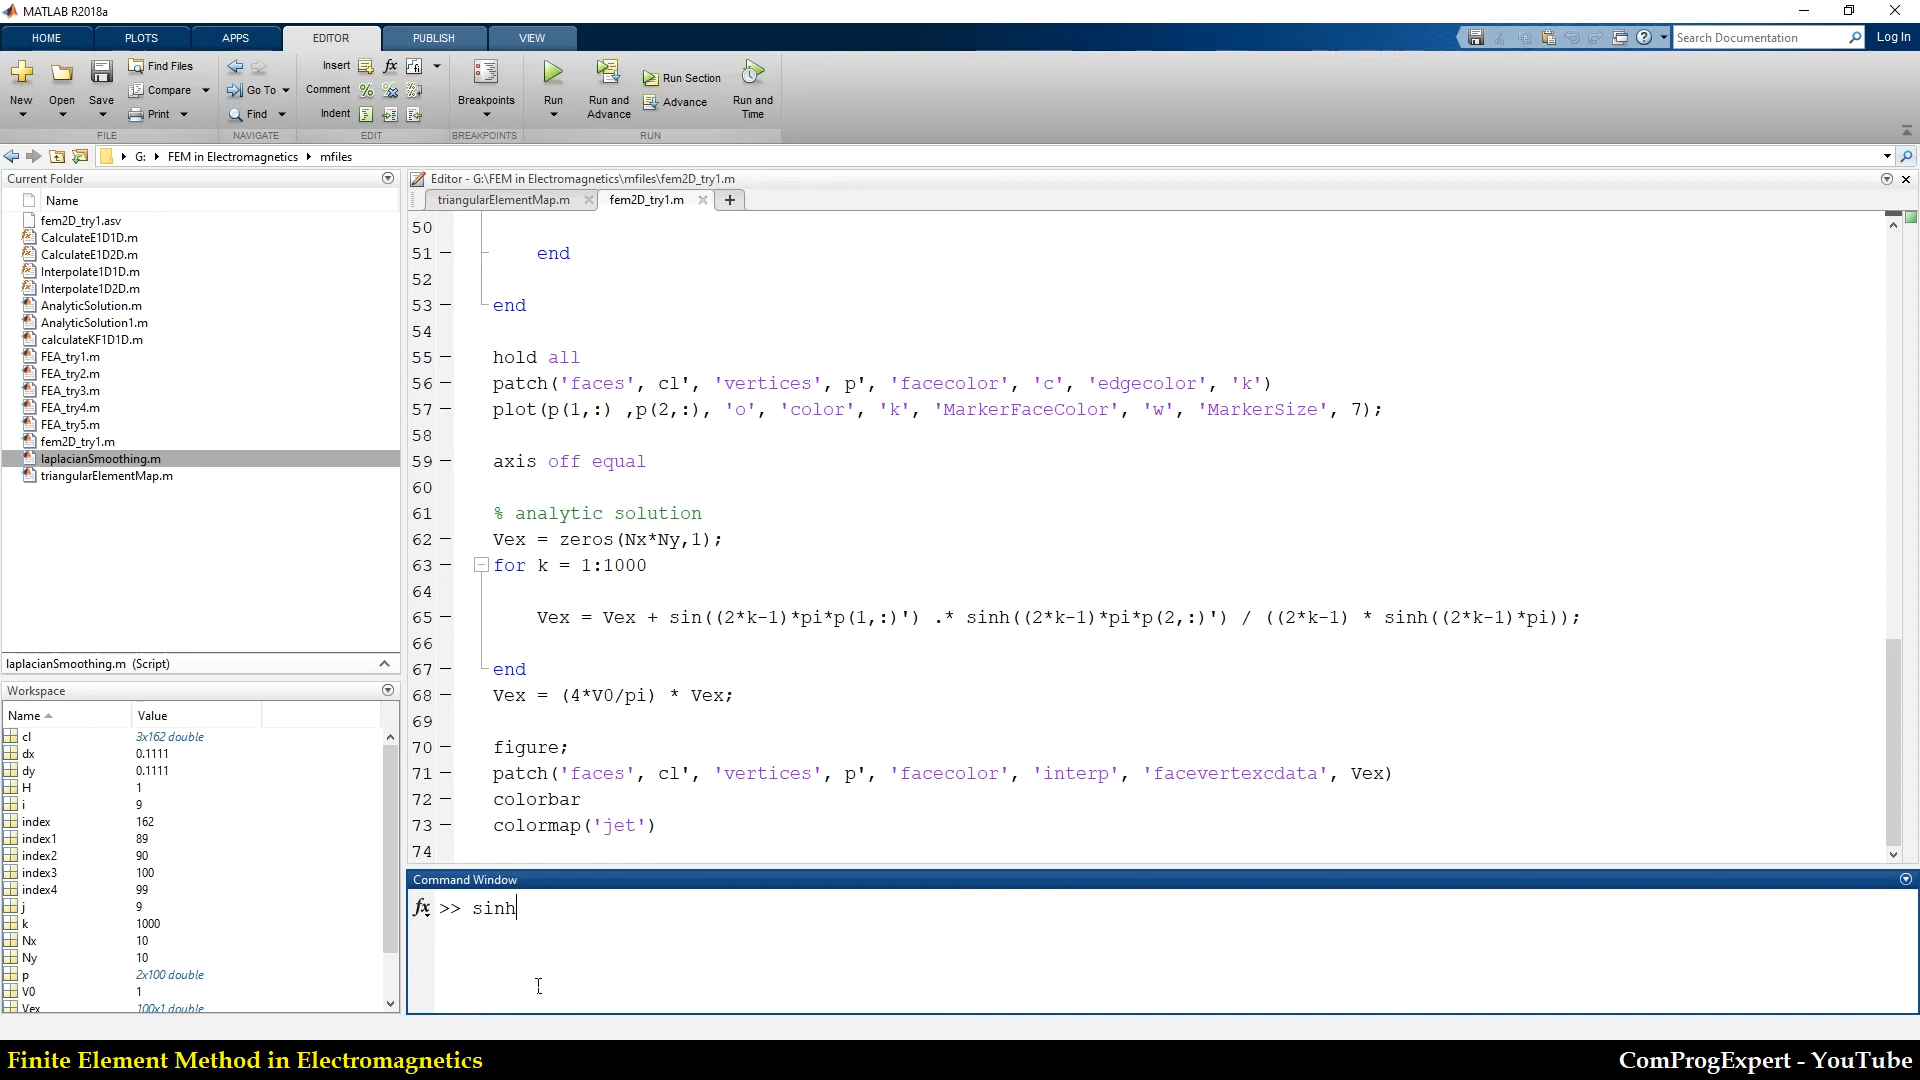 MATLAB R2018a
HOME PLOTS APPS EDITOR PUBLISH VIEW
Search Documentation
Log In
New Open Save
Find Files
Compare
Print
Go To
Find
Insert
Comment
Indent
fx
Breakpoints
Run
Run and Advance
Run Section
Advance
Run and Time
FILE NAVIGATE EDIT BREAKPOINTS RUN
G: FEM in Electromagnetics mfiles
Current Folder
Name
fem2D_try1.asv
CalculateE1D1D.m
CalculateE1D2D.m
Interpolate1D1D.m
Interpolate1D2D.m
AnalyticSolution.m
AnalyticSolution1.m
calculateKF1D1D.m
FEA_try1.m
FEA_try2.m
FEA_try3.m
FEA_try4.m
FEA_try5.m
fem2D_try1.m
laplacianSmoothing.m
triangularElementMap.m
laplacianSmoothing.m (Script)
Workspace
Name Value
cl 3x162 double
dx 0.1111
dy 0.1111
H 1
i 9
index 162
index1 89
index2 90
index3 100
index4 99
j 9
k 1000
Nx 10
Ny 10
p 2x100 double
V0 1
Vex 100x1 double
Editor - G:\FEM in Electromagnetics\mfiles\fem2D_try1.m
triangularElementMap.m fem2D_try1.m
50
51 end
52
53 end
54
55 hold all
56 patch('faces', cl', 'vertices', p', 'facecolor', 'c', 'edgecolor', 'k')
57 plot(p(1,:) ,p(2,:), 'o', 'color', 'k', 'MarkerFaceColor', 'w', 'MarkerSize', 7);
58
59 axis off equal
60
61 % analytic solution
62 Vex = zeros(Nx*Ny,1);
63 for k = 1:1000
64
65 Vex = Vex + sin((2*k-1)*pi*p(1,:)') .* sinh((2*k-1)*pi*p(2,:)') / ((2*k-1) * sinh((2*k-1)*pi));
66
67 end
68 Vex = (4*V0/pi) * Vex;
69
70 figure;
71 patch('faces', cl', 'vertices', p', 'facecolor', 'interp', 'facevertexcdata', Vex)
72 colorbar
73 colormap('jet')
74
Command Window
fx >> sinh
Finite Element Method in Electromagnetics
ComProgExpert - YouTube